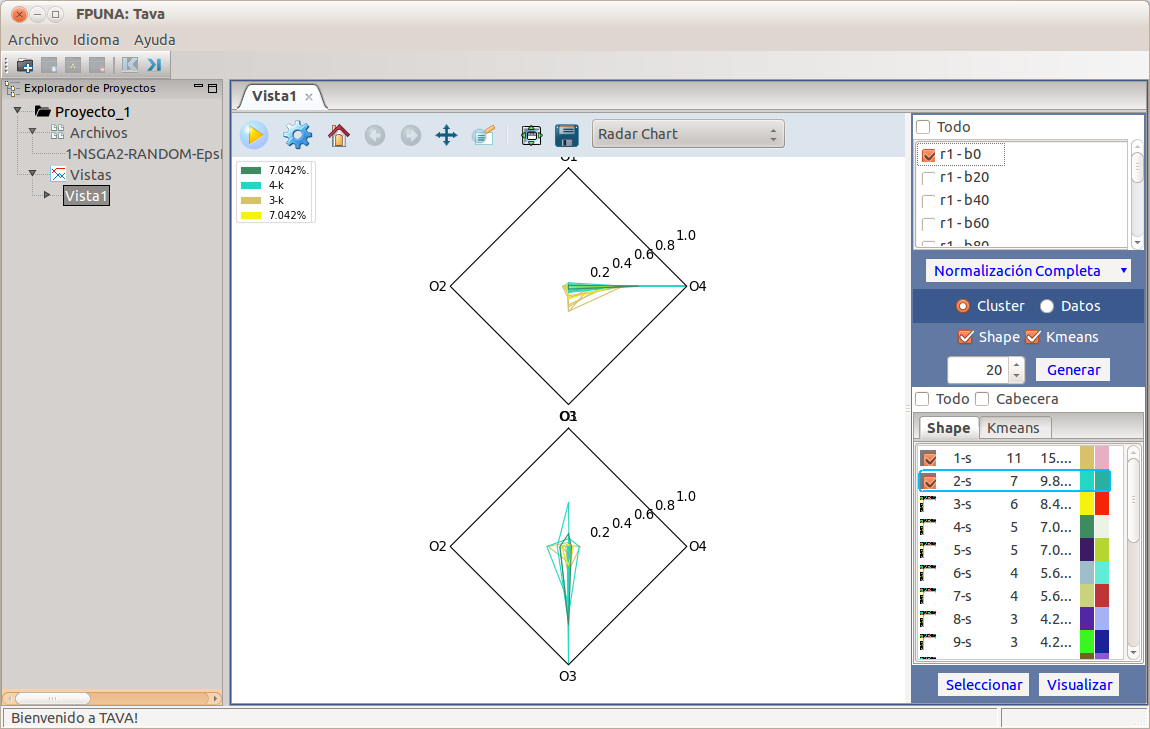 FPUNA: Tava
Archivo Idioma Ayuda
Explorador de Proyectos
Proyecto_1
Archivos
1-NSGA2-RANDOM-Eps
Vistas
Vista1
Vista1
Radar Chart
7.042%.
4-k
3-k
7.042%
O1
1.0
0.8
0.6
0.4
0.2
O2
O4
O3
O1
1.0
0.8
0.6
0.4
0.2
O2
O4
O3
Todo
r1 - b0
r1 - b20
r1 - b40
r1 - b60
r1 - b80
Normalización Completa
Cluster Datos
Shape Kmeans
20 Generar
Todo Cabecera
Shape Kmeans
1-s 11 15....
2-s 7 9.8...
3-s 6 8.4...
4-s 5 7.0...
5-s 5 7.0...
6-s 4 5.6...
7-s 4 5.6...
8-s 3 4.2...
9-s 3 4.2...
Seleccionar Visualizar
Bienvenido a TAVA!